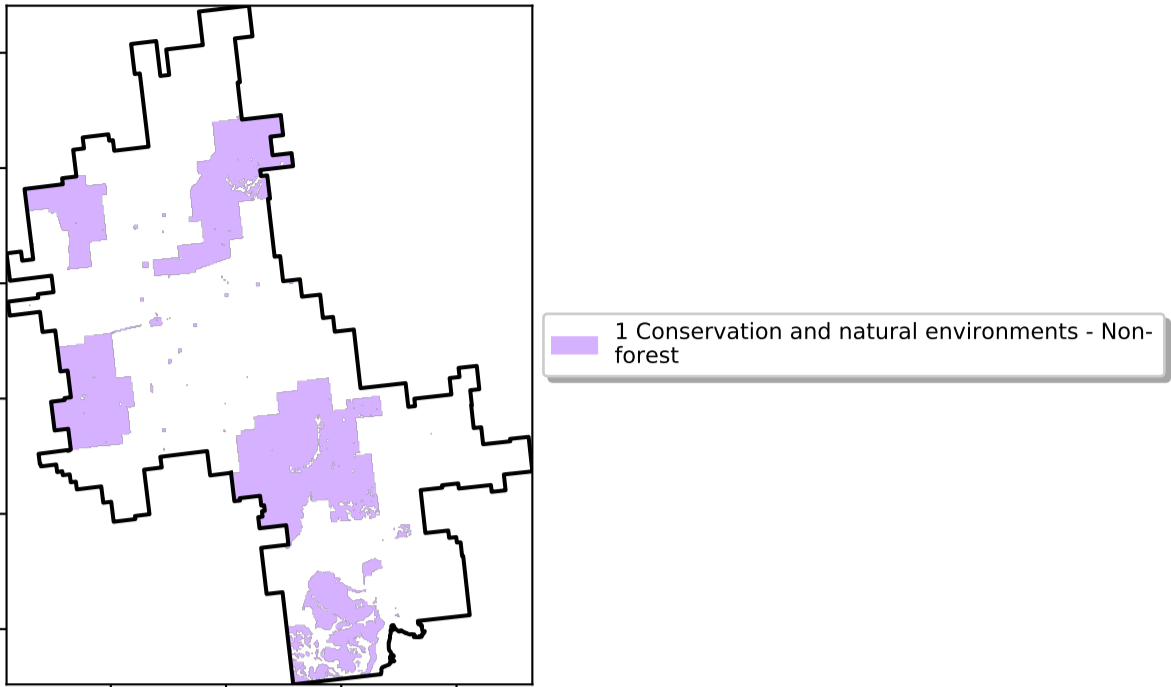 1 Conservation and natural environments - Non-
forest